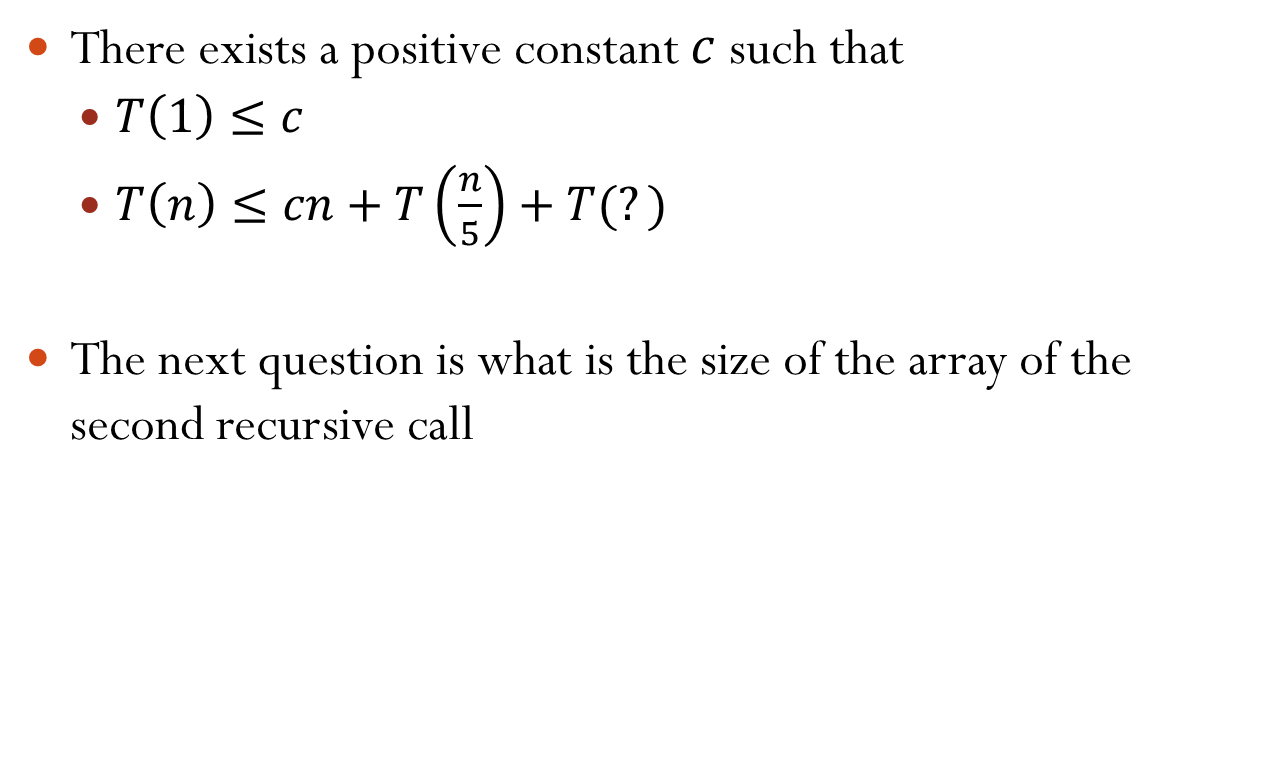 • There exists a positive constant 𝑐 such that
• 𝑇(1) ≤ 𝑐
• 𝑇(𝑛) ≤ 𝑐𝑛 + 𝑇(𝑛/5) + 𝑇(?)
• The next question is what is the size of the array of the
second recursive call